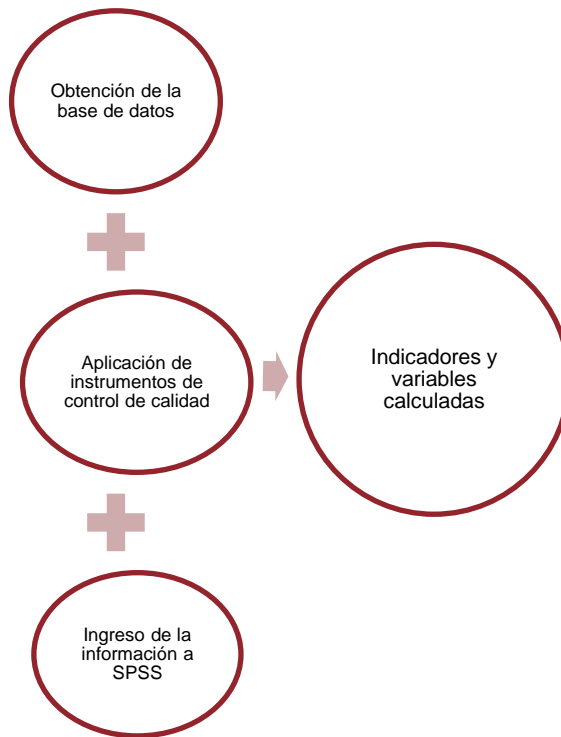 Obtención de la
base de datos
Aplicación de
instrumentos de
control de calidad
Indicadores y
variables
calculadas
Ingreso de la
información a
SPSS